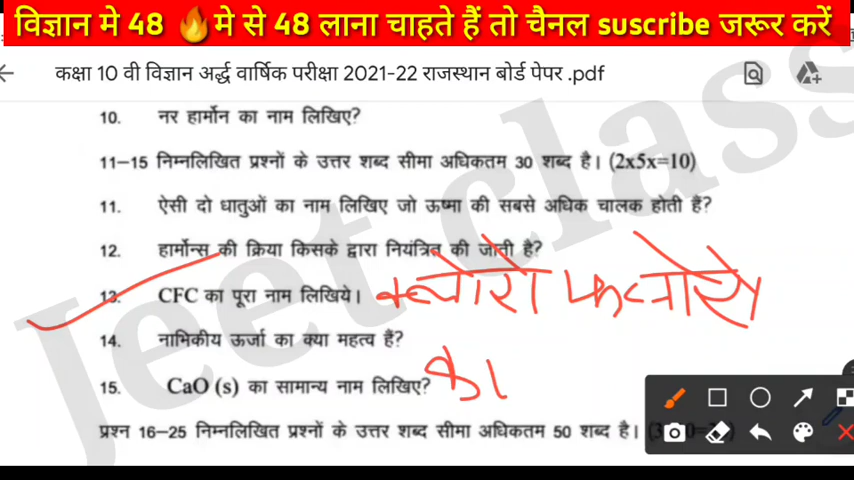 विज्ञान मे 48 🔥 मे से 48 लाना चाहते हैं तो चैनल suscribe जरूर करें
कक्षा 10 वी विज्ञान अर्द्ध वार्षिक परीक्षा 2021-22 राजस्थान बोर्ड पेपर .pdf
Jeet class
10. नर हार्मोन का नाम लिखिए?
11–15 निम्नलिखित प्रश्नों के उत्तर शब्द सीमा अधिकतम 30 शब्द है। (2x5x=10)
11. ऐसी दो धातुओं का नाम लिखिए जो ऊष्मा की सबसे अधिक चालक होती हैं?
12. हार्मोन्स की क्रिया किसके द्वारा नियंत्रित की जोती है?
13. CFC का पूरा नाम लिखिये। क्लोरो फ्लोरो
14. नाभिकीय ऊर्जा का क्या महत्व हैं?
15. CaO (s) का सामान्य नाम लिखिए? का
प्रश्न 16–25 निम्नलिखित प्रश्नों के उत्तर शब्द सीमा अधिकतम 50 शब्द है।